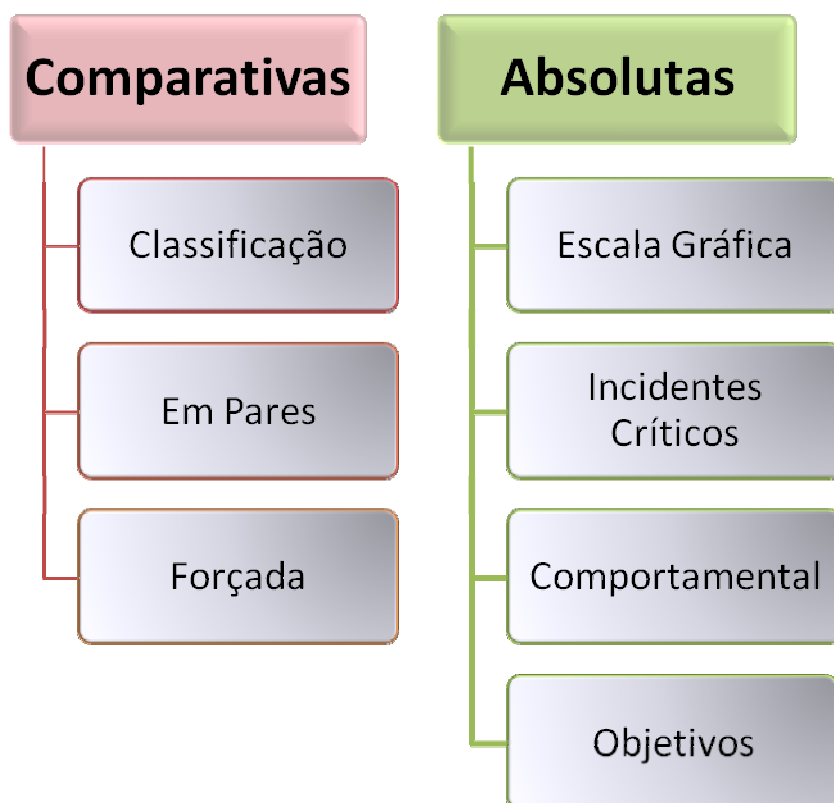 Comparativas
Classificação
Em Pares
Forçada
Absolutas
Escala Gráfica
Incidentes
Críticos
Comportamental
Objetivos